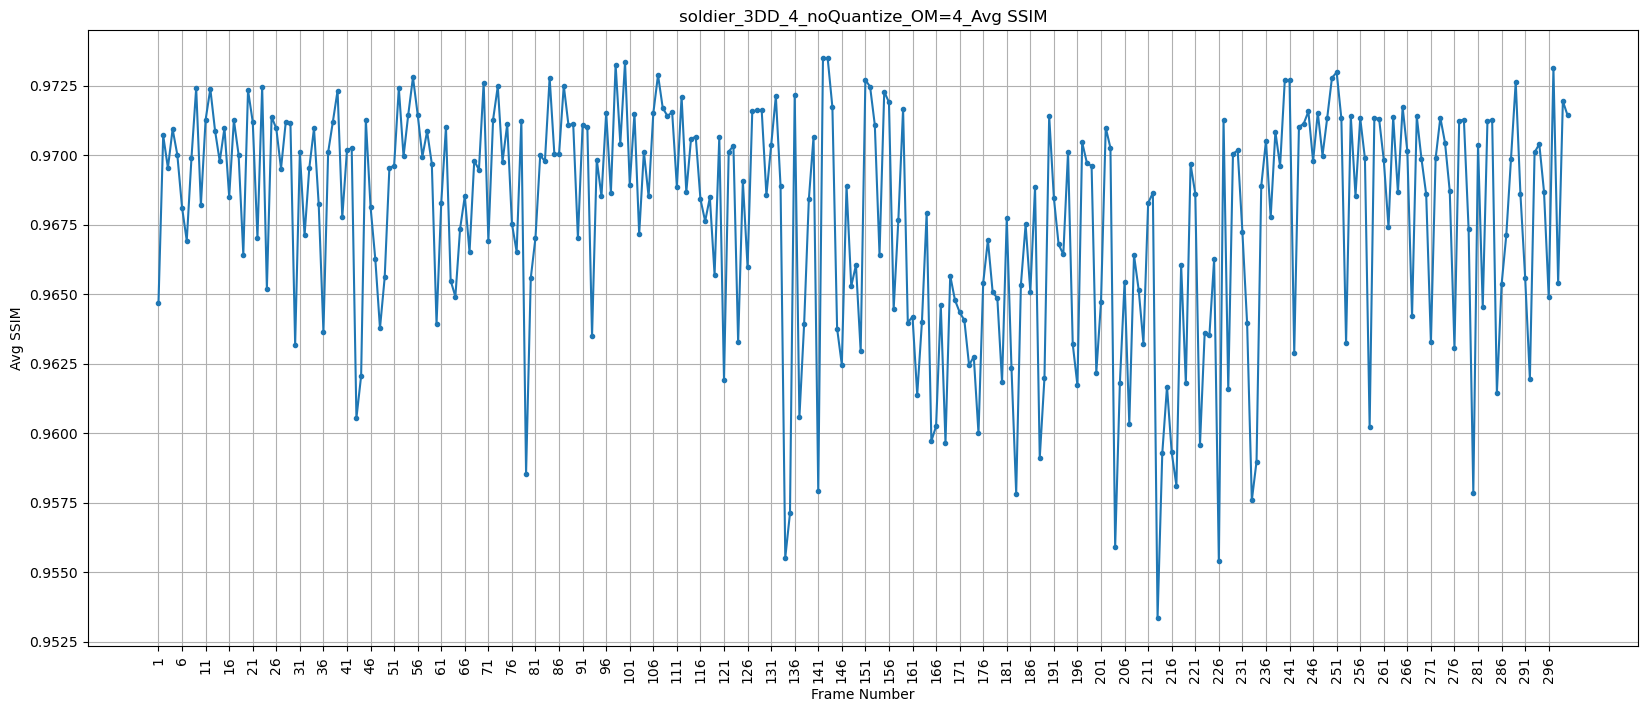 soldier_3DD_4_noQuantize_OM=4_Avg SSIM
Avg SSIM
0.9725
0.9700
0.9675
0.9650
0.9625
0.9600
0.9575
0.9550
0.9525
1 6 11 16 21 26 31 36 41 46 51 56 61 66 71 76 81 86 91 96 101 106 111 116 121 126 131 136 141 146 151 156 161 166 171 176 181 186 191 196 201 206 211 216 221 226 231 236 241 246 251 256 261 266 271 276 281 286 291 296
Frame Number